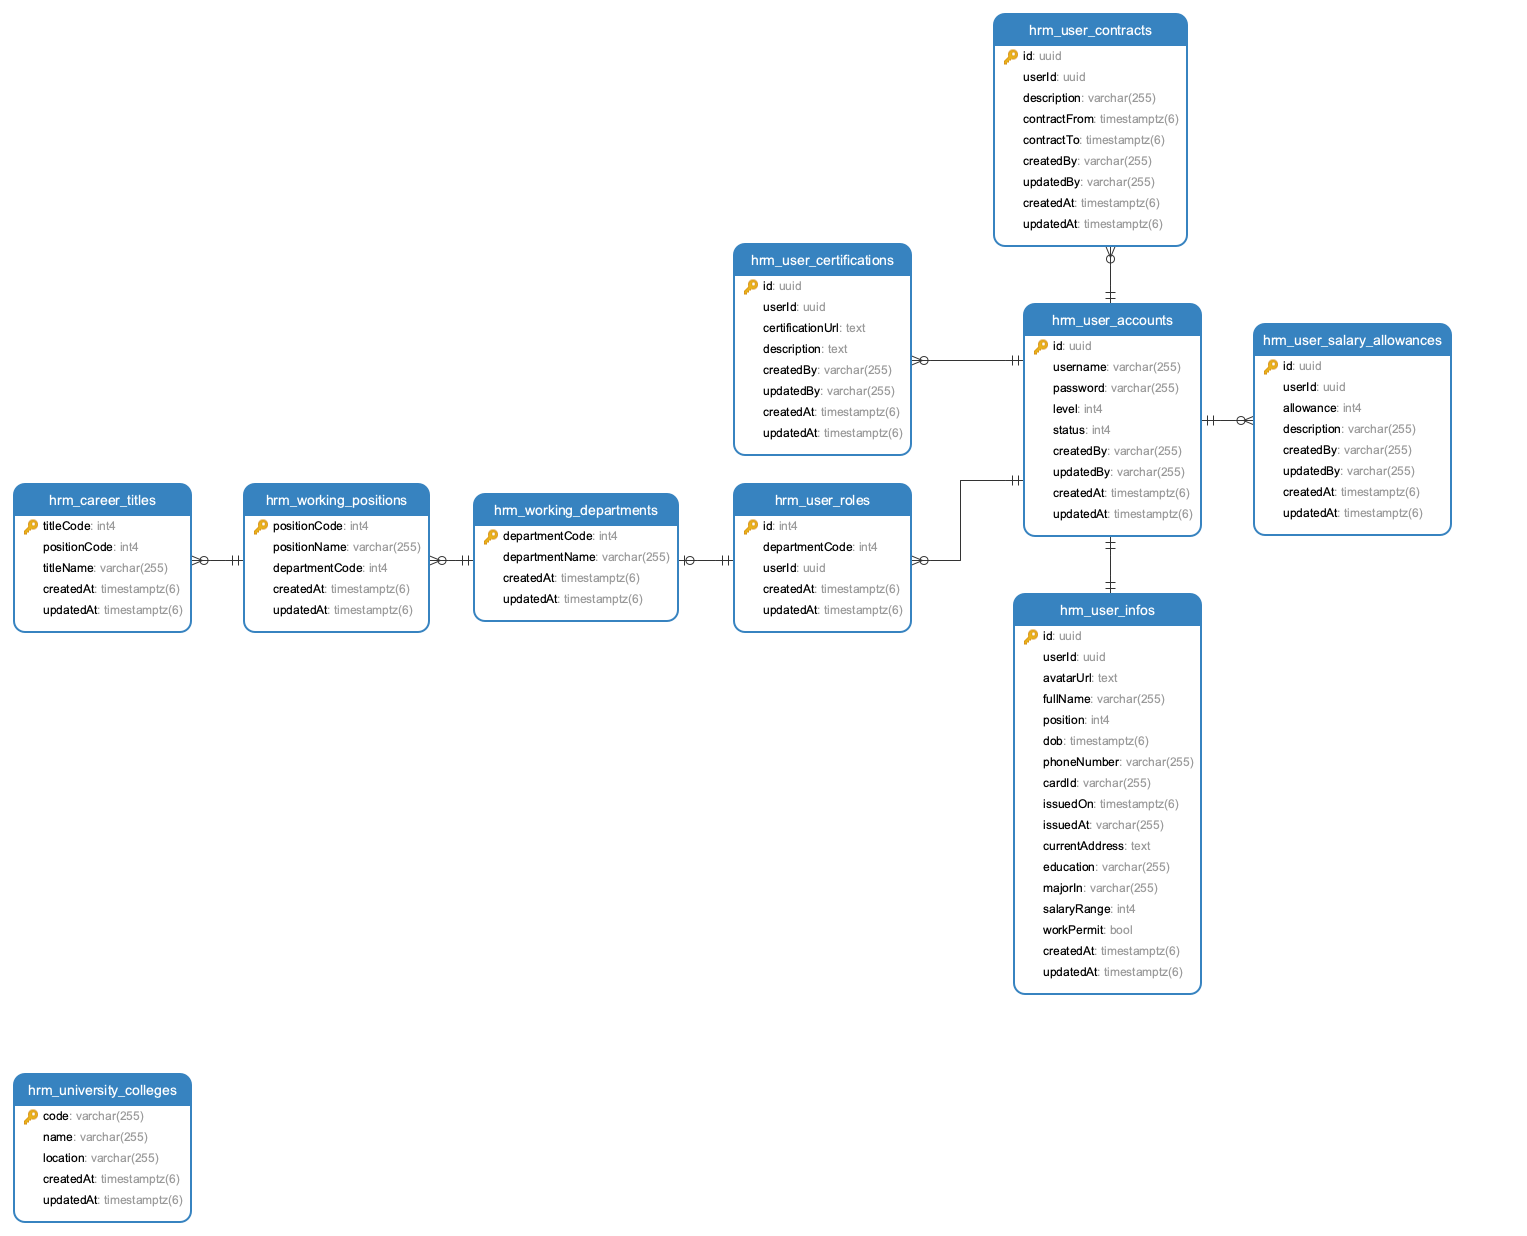 hrm_user_contracts
id: uuid
userId: uuid
description: varchar(255)
contractFrom: timestamptz(6)
contractTo: timestamptz(6)
createdBy: varchar(255)
updatedBy: varchar(255)
createdAt: timestamptz(6)
updatedAt: timestamptz(6)
hrm_user_certifications
id: uuid
userId: uuid
certificationUrl: text
description: text
createdBy: varchar(255)
updatedBy: varchar(255)
createdAt: timestamptz(6)
updatedAt: timestamptz(6)
hrm_user_accounts
id: uuid
username: varchar(255)
password: varchar(255)
level: int4
status: int4
createdBy: varchar(255)
updatedBy: varchar(255)
createdAt: timestamptz(6)
updatedAt: timestamptz(6)
hrm_user_salary_allowances
id: uuid
userId: uuid
allowance: int4
description: varchar(255)
createdBy: varchar(255)
updatedBy: varchar(255)
createdAt: timestamptz(6)
updatedAt: timestamptz(6)
hrm_career_titles
titleCode: int4
positionCode: int4
titleName: varchar(255)
createdAt: timestamptz(6)
updatedAt: timestamptz(6)
hrm_working_positions
positionCode: int4
positionName: varchar(255)
departmentCode: int4
createdAt: timestamptz(6)
updatedAt: timestamptz(6)
hrm_working_departments
departmentCode: int4
departmentName: varchar(255)
createdAt: timestamptz(6)
updatedAt: timestamptz(6)
hrm_user_roles
id: int4
departmentCode: int4
userId: uuid
createdAt: timestamptz(6)
updatedAt: timestamptz(6)
hrm_user_infos
id: uuid
userId: uuid
avatarUrl: text
fullName: varchar(255)
position: int4
dob: timestamptz(6)
phoneNumber: varchar(255)
cardId: varchar(255)
issuedOn: timestamptz(6)
issuedAt: varchar(255)
currentAddress: text
education: varchar(255)
majorIn: varchar(255)
salaryRange: int4
workPermit: bool
createdAt: timestamptz(6)
updatedAt: timestamptz(6)
hrm_university_colleges
code: varchar(255)
name: varchar(255)
location: varchar(255)
createdAt: timestamptz(6)
updatedAt: timestamptz(6)